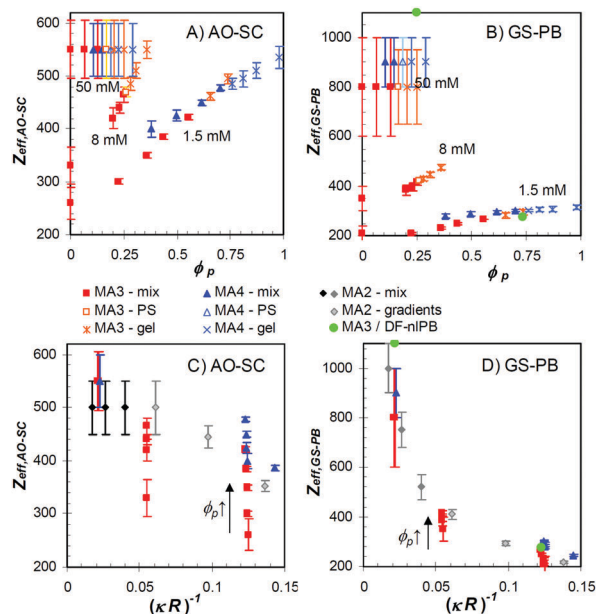 A) AO-SC
Z_eff,AO-SC
600
500
400
300
200
50 mM
8 mM
1.5 mM
0 0.25 0.5 0.75 1
ϕ_p
B) GS-PB
Z_eff,GS-PB
1000
800
600
400
200
50 mM
8 mM
1.5 mM
0 0.25 0.5 0.75 1
ϕ_p
MA3 - mix
MA3 - PS
MA3 - gel
MA4 - mix
MA4 - PS
MA4 - gel
MA2 - mix
MA2 - gradients
MA3 / DF-nlPB
C) AO-SC
Z_eff,AO-SC
600
500
400
300
200
ϕ_p↑
0 0.05 0.10 0.15
(κR)⁻¹
D) GS-PB
Z_eff,GS-PB
1000
800
600
400
200
ϕ_p↑
0 0.05 0.1 0.15
(κR)⁻¹